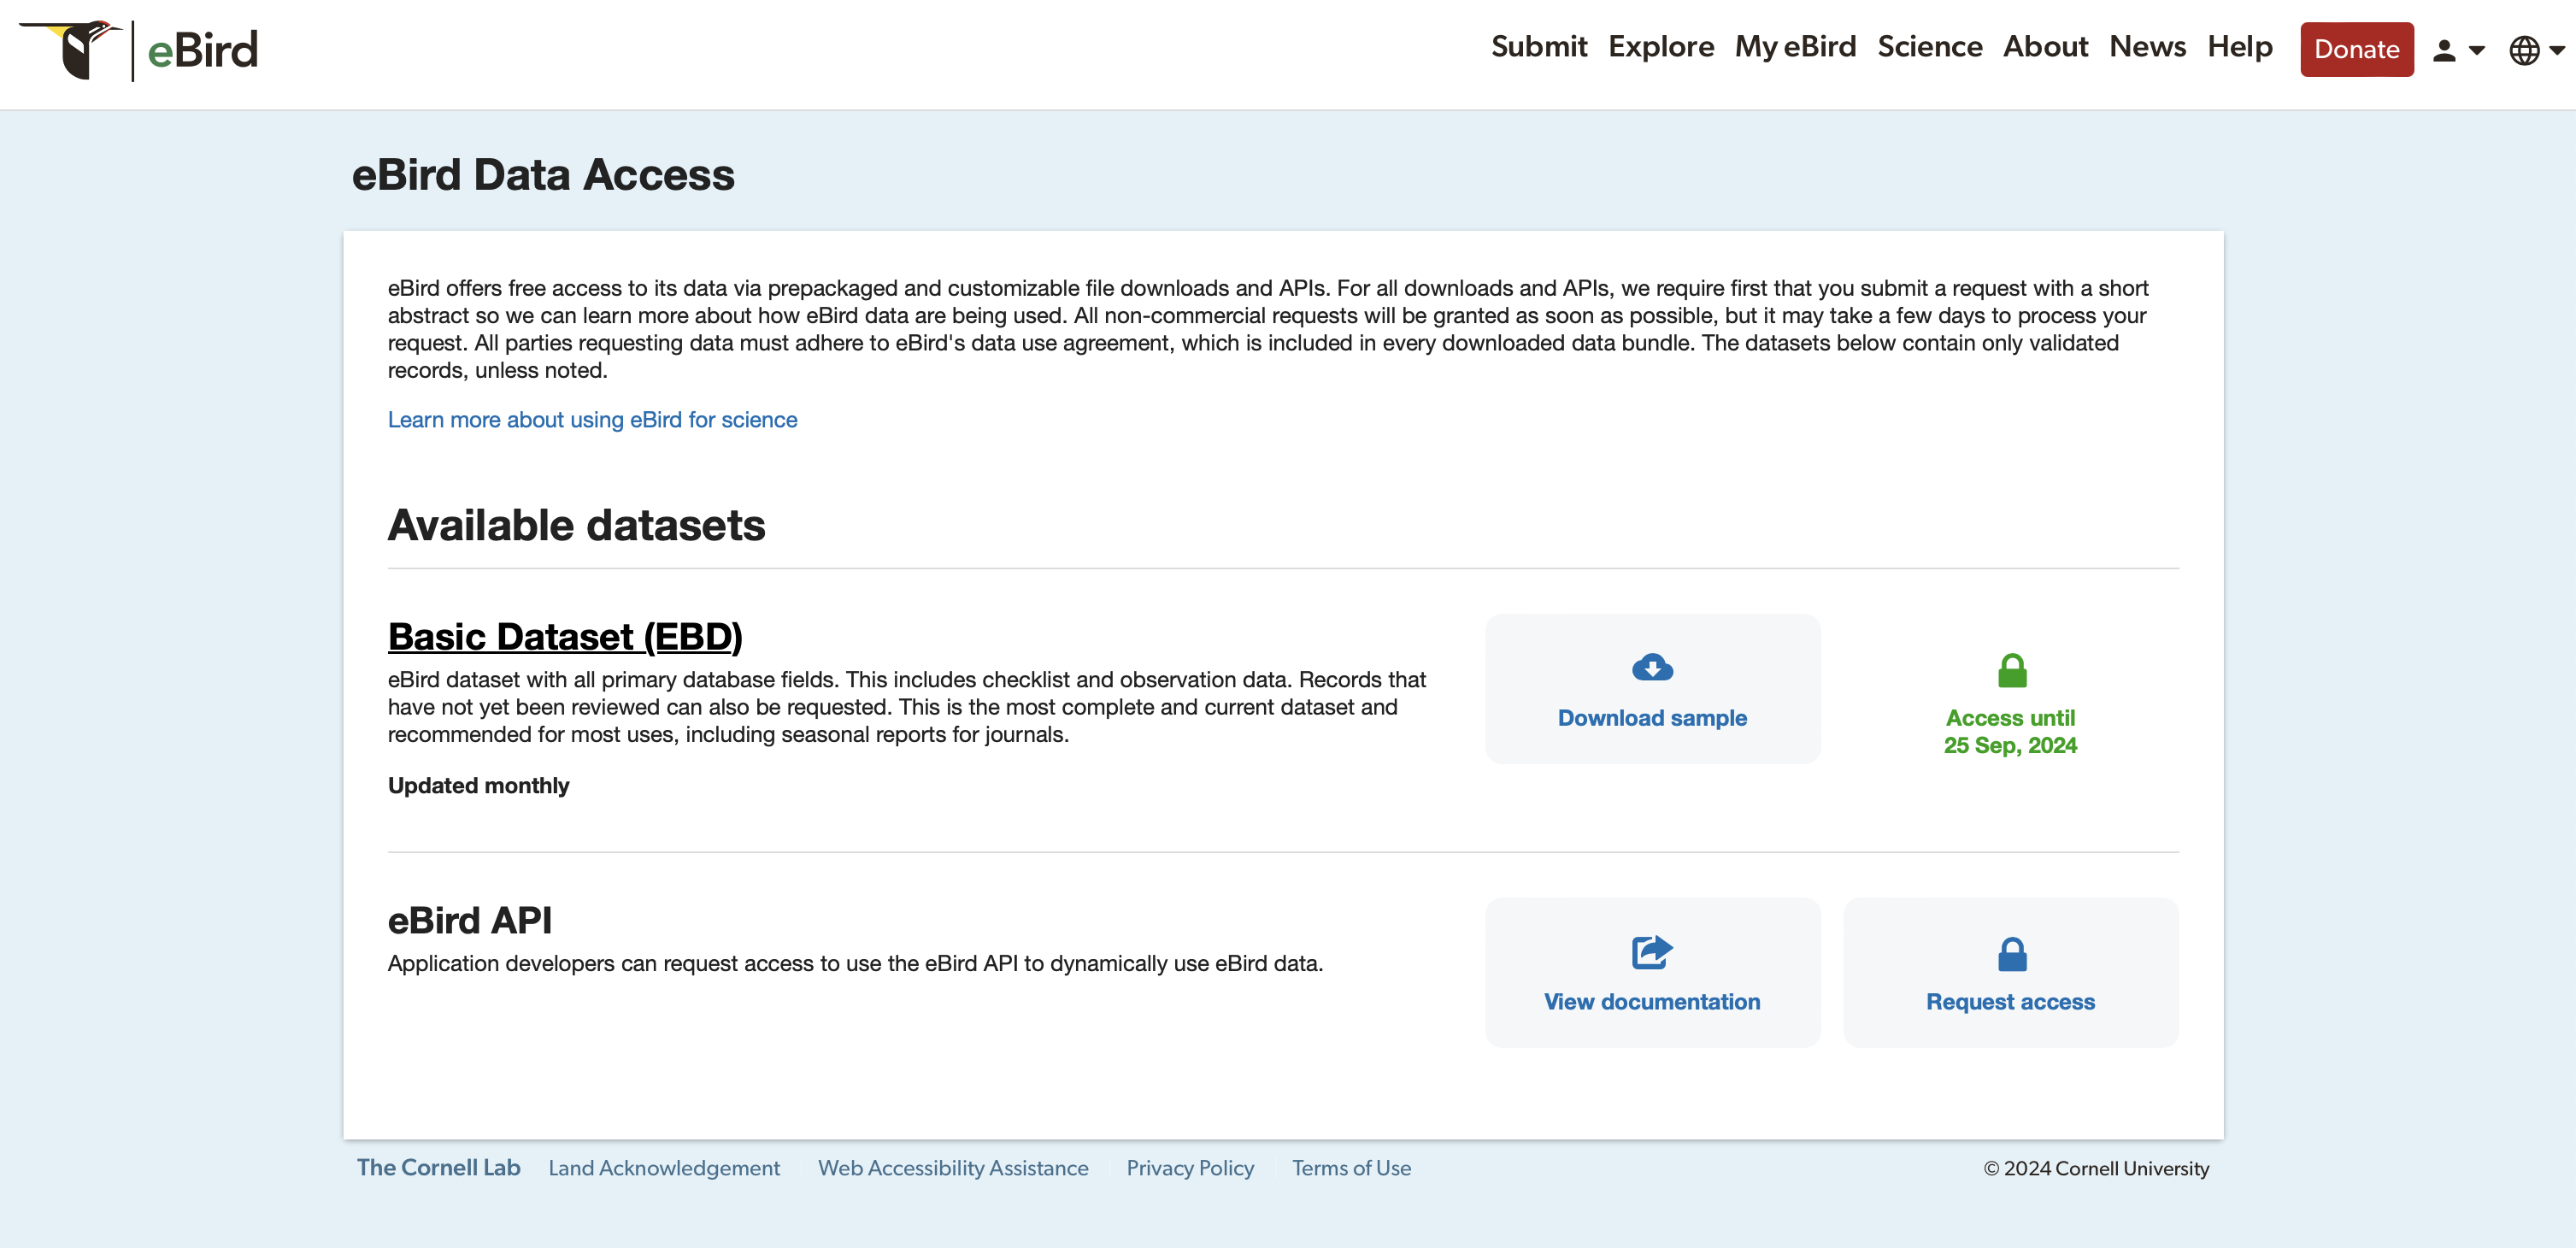 eBird
Submit Explore My eBird Science About News Help Donate
eBird Data Access
eBird offers free access to its data via prepackaged and customizable file downloads and APIs. For all downloads and APIs, we require first that you submit a request with a short
abstract so we can learn more about how eBird data are being used. All non-commercial requests will be granted as soon as possible, but it may take a few days to process your
request. All parties requesting data must adhere to eBird's data use agreement, which is included in every downloaded data bundle. The datasets below contain only validated
records, unless noted.
Learn more about using eBird for science
Available datasets
Basic Dataset (EBD)
eBird dataset with all primary database fields. This includes checklist and observation data. Records that
have not yet been reviewed can also be requested. This is the most complete and current dataset and
recommended for most uses, including seasonal reports for journals.
Updated monthly
Download sample
Access until
25 Sep, 2024
eBird API
Application developers can request access to use the eBird API to dynamically use eBird data.
View documentation
Request access
The Cornell Lab Land Acknowledgement Web Accessibility Assistance Privacy Policy Terms of Use © 2024 Cornell University